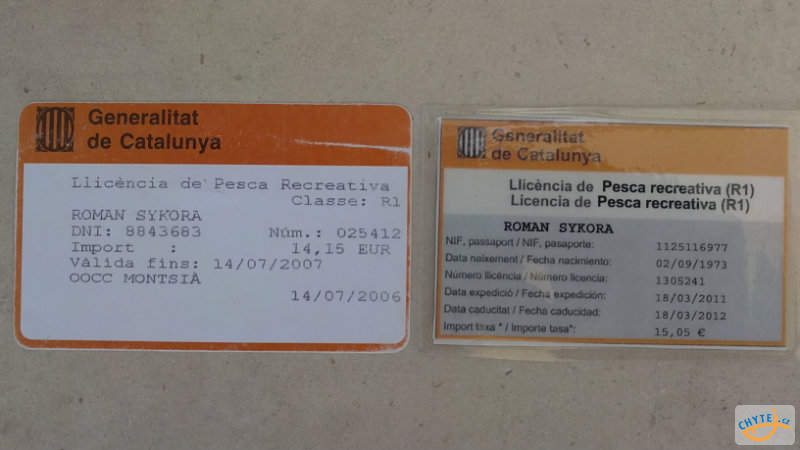 Generalitat
de Catalunya
Llicència de Pesca Recreativa
Classe: R1
ROMAN SYKORA
DNI: 8843683 Núm.: 025412
Import : 14,15 EUR
Vàlida fins: 14/07/2007
OOCC MONTSIÀ
14/07/2006
Generalitat
de Catalunya
Llicència de Pesca recreativa (R1)
Licencia de Pesca recreativa (R1)
ROMAN SYKORA
NIF, passaport / NIF, pasaporte: 1125116977
Data naixement / Fecha nacimiento: 02/09/1973
Número llicència / Número licencia: 1305241
Data expedició / Fecha expedición: 18/03/2011
Data caducitat / Fecha caducidad: 18/03/2012
Import taxa * / Importe tasa*: 15,05 €
CHYTEJ.cz